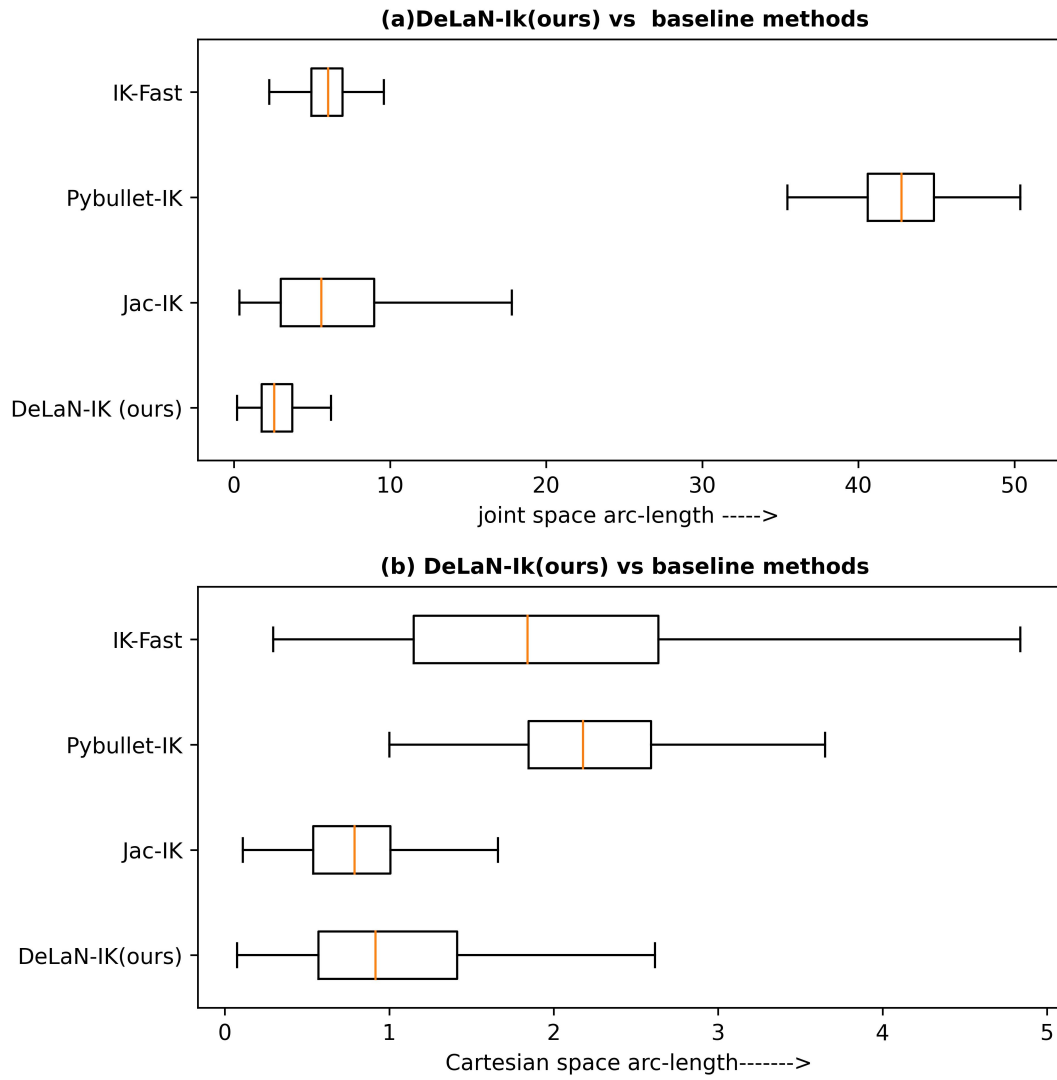 (a)DeLaN-Ik(ours) vs  baseline methods
IK-Fast
Pybullet-IK
Jac-IK
DeLaN-IK (ours)
0 10 20 30 40 50
joint space arc-length ----->
(b) DeLaN-Ik(ours) vs baseline methods
IK-Fast
Pybullet-IK
Jac-IK
DeLaN-IK(ours)
0 1 2 3 4 5
Cartesian space arc-length------->